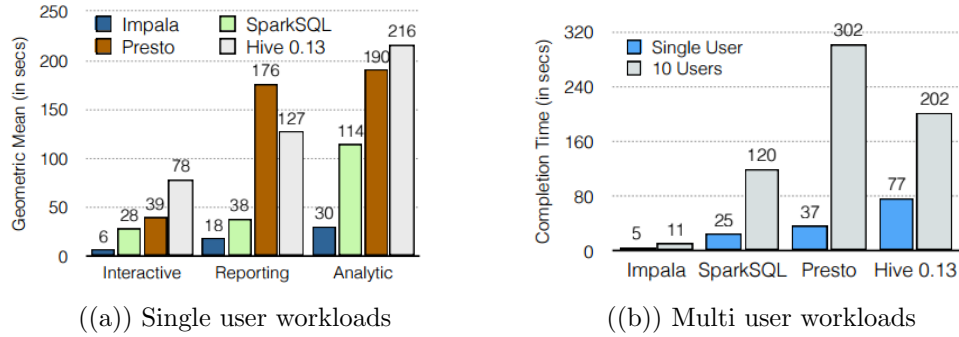 Impala
SparkSQL
Presto
Hive 0.13
Geometric Mean (in secs)
250
200
150
100
50
0
6
28
39
78
18
38
176
127
30
114
190
216
Interactive
Reporting
Analytic
((a)) Single user workloads
Single User
10 Users
Completion Time (in secs)
320
240
160
80
0
5
11
25
120
37
302
77
202
Impala
SparkSQL
Presto
Hive 0.13
((b)) Multi user workloads